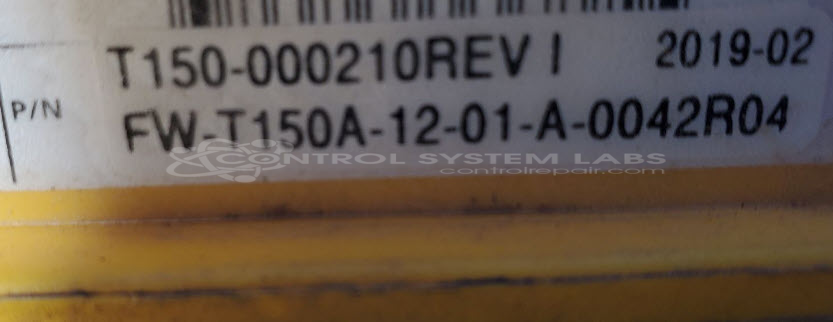 T150-000210REV I 2019-02
P/N
FW-T150A-12-01-A-0042R04
CONTROL SYSTEM LABS
controlrepair.com